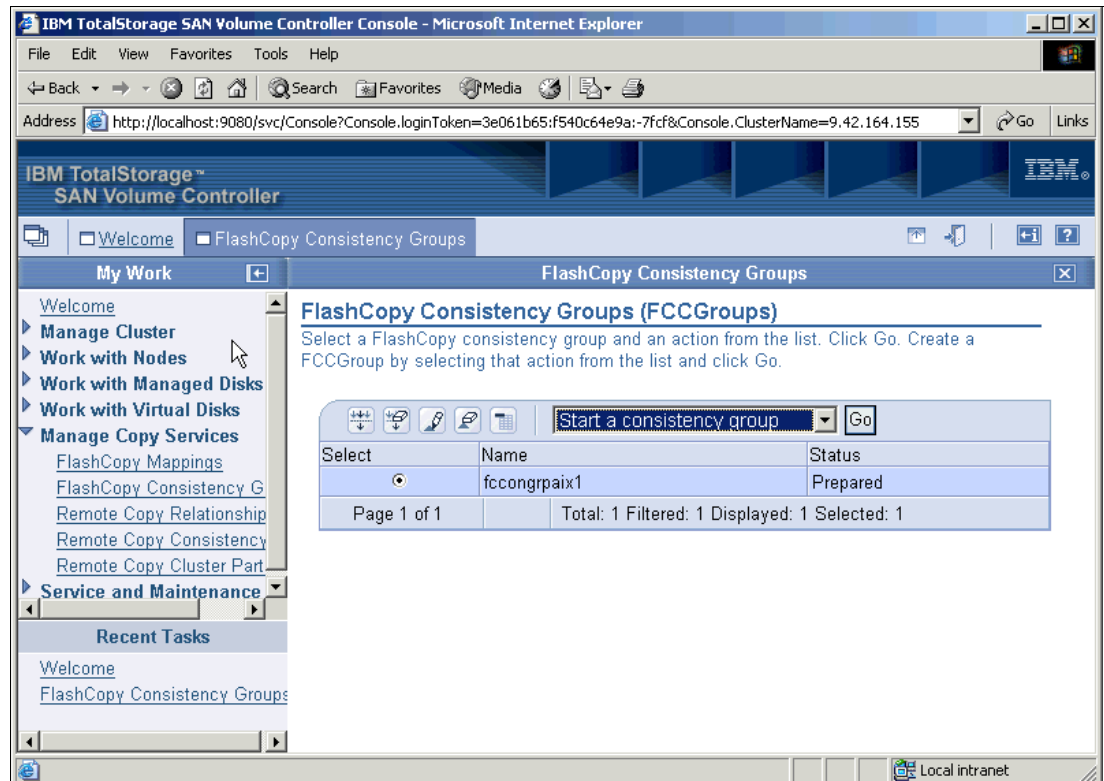 IBM TotalStorage SAN Volume Controller Console - Microsoft Internet Explorer
File Edit View Favorites Tools Help
Back Search Favorites Media
Address http://localhost:9080/svc/Console?Console.loginToken=3e061b65:f540c64e9a:-7fcf&Console.ClusterName=9.42.164.155 Go Links
IBM TotalStorage™
SAN Volume Controller
IBM®
Welcome FlashCopy Consistency Groups
My Work
Welcome
Manage Cluster
Work with Nodes
Work with Managed Disks
Work with Virtual Disks
Manage Copy Services
FlashCopy Mappings
FlashCopy Consistency G
Remote Copy Relationship
Remote Copy Consistency
Remote Copy Cluster Part
Service and Maintenance
Recent Tasks
Welcome
FlashCopy Consistency Groups
FlashCopy Consistency Groups
FlashCopy Consistency Groups (FCCGroups)
Select a FlashCopy consistency group and an action from the list. Click Go. Create a
FCCGroup by selecting that action from the list and click Go.
Start a consistency group Go
Select Name Status
fccongrpaix1 Prepared
Page 1 of 1 Total: 1 Filtered: 1 Displayed: 1 Selected: 1
Local intranet